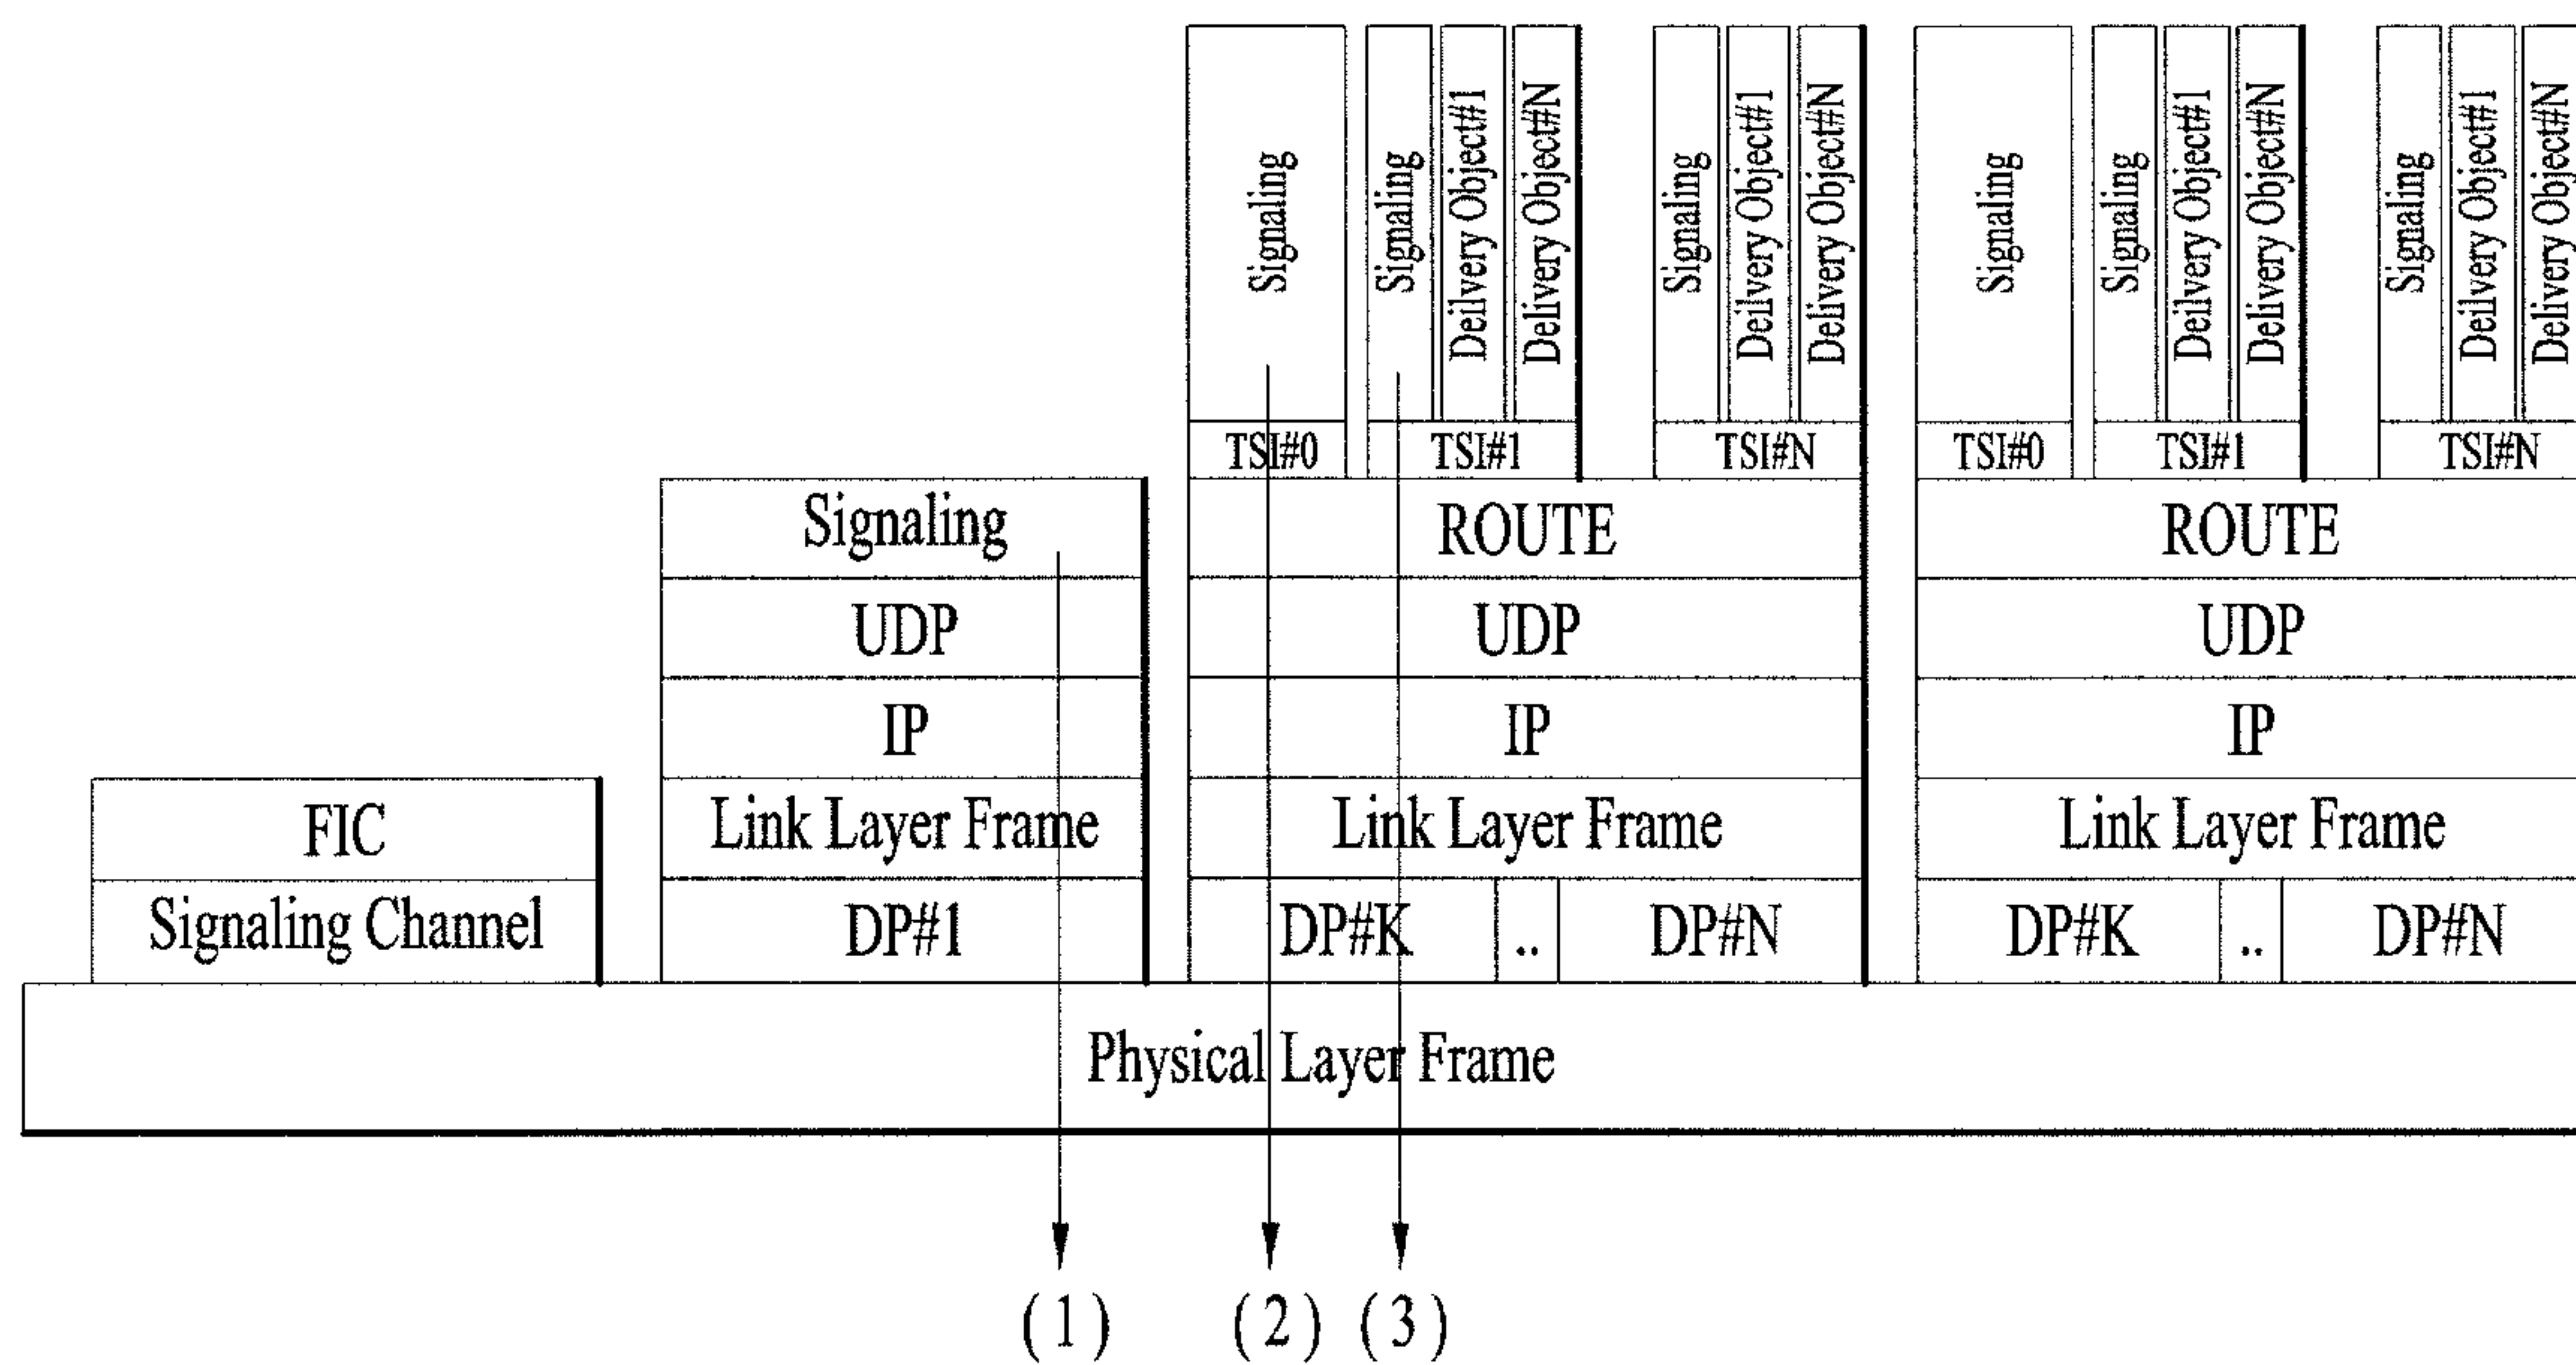 Signaling
Signaling
Deilvery Object#1
Delivery Object#N
Signaling
Deilvery Object#1
Delivery Object#N
Signaling
Signaling
Deilvery Object#1
Delivery Object#N
Signaling
Deilvery Object#1
Delivery Object#N
TSI#0
TSI#1
TSI#N
TSI#0
TSI#1
TSI#N
Signaling
ROUTE
ROUTE
UDP
UDP
UDP
IP
IP
IP
FIC
Link Layer Frame
Link Layer Frame
Link Layer Frame
Signaling Channel
DP#1
DP#K
..
DP#N
DP#K
..
DP#N
Physical Layer Frame
(1)
(2)
(3)